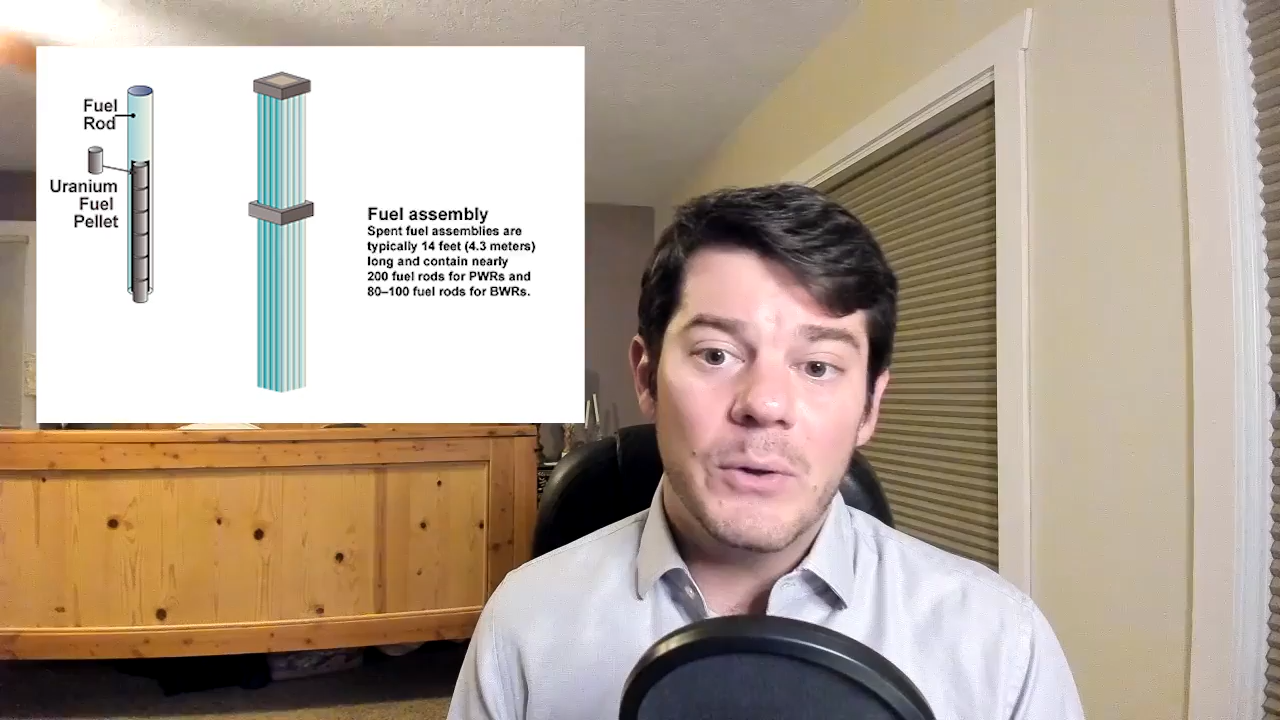 Fuel
Rod
Uranium
Fuel
Pellet
Fuel assembly
Spent fuel assemblies are
typically 14 feet (4.3 meters)
long and contain nearly
200 fuel rods for PWRs and
80–100 fuel rods for BWRs.